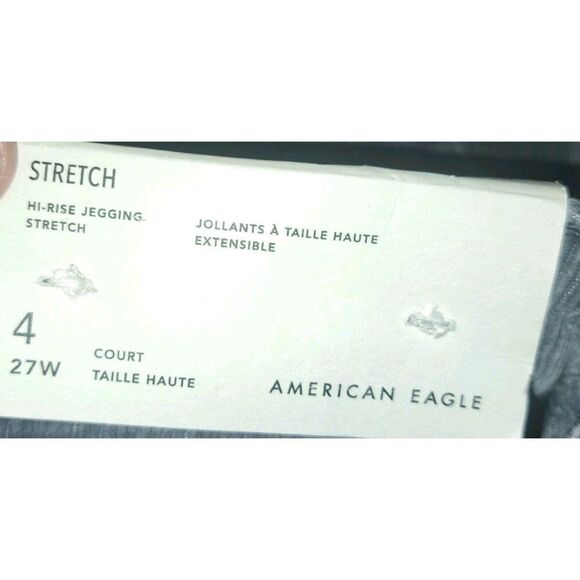 STRETCH
HI-RISE JEGGING
STRETCH
JOLLANTS À TAILLE HAUTE
EXTENSIBLE
4
27W
COURT
TAILLE HAUTE
AMERICAN EAGLE